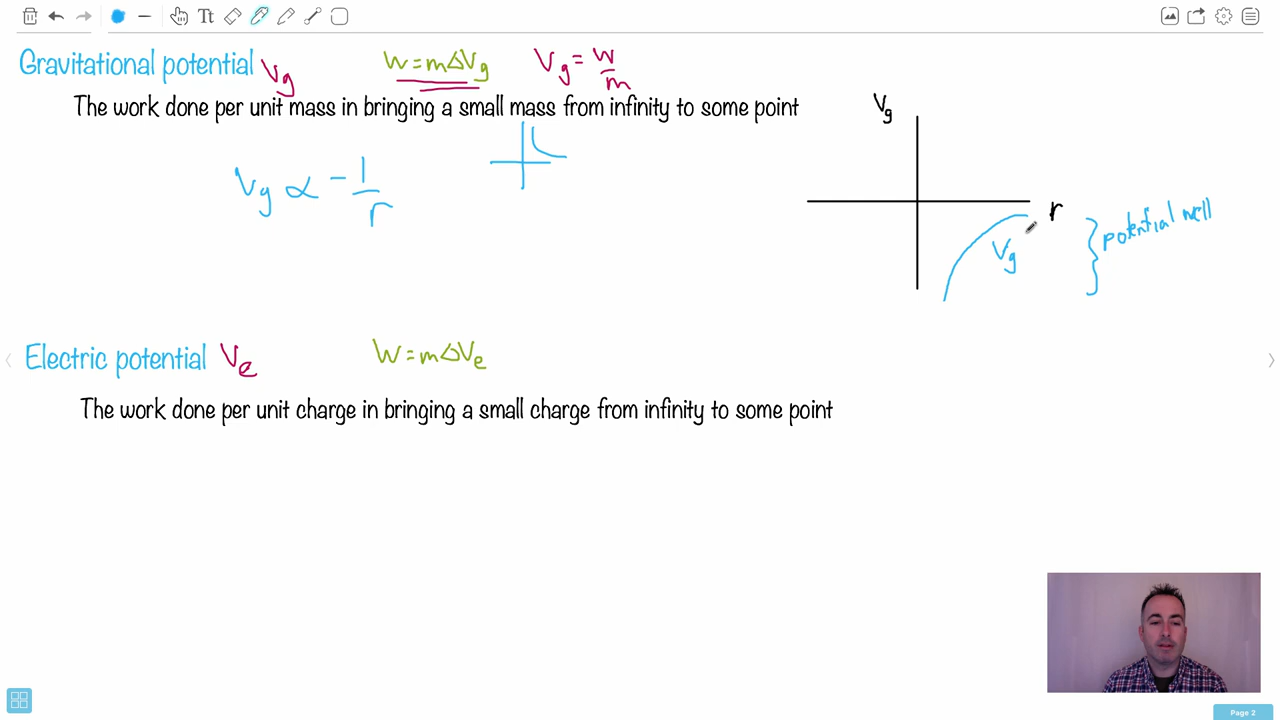 Tt
Gravitational potential Vg W = mΔVg Vg = W/m
The work done per unit mass in bringing a small mass from infinity to some point
Vg
Vg ∝ -1/r
r
Vg
potential well
Electric potential Ve W = mΔVe
The work done per unit charge in bringing a small charge from infinity to some point
Page 2